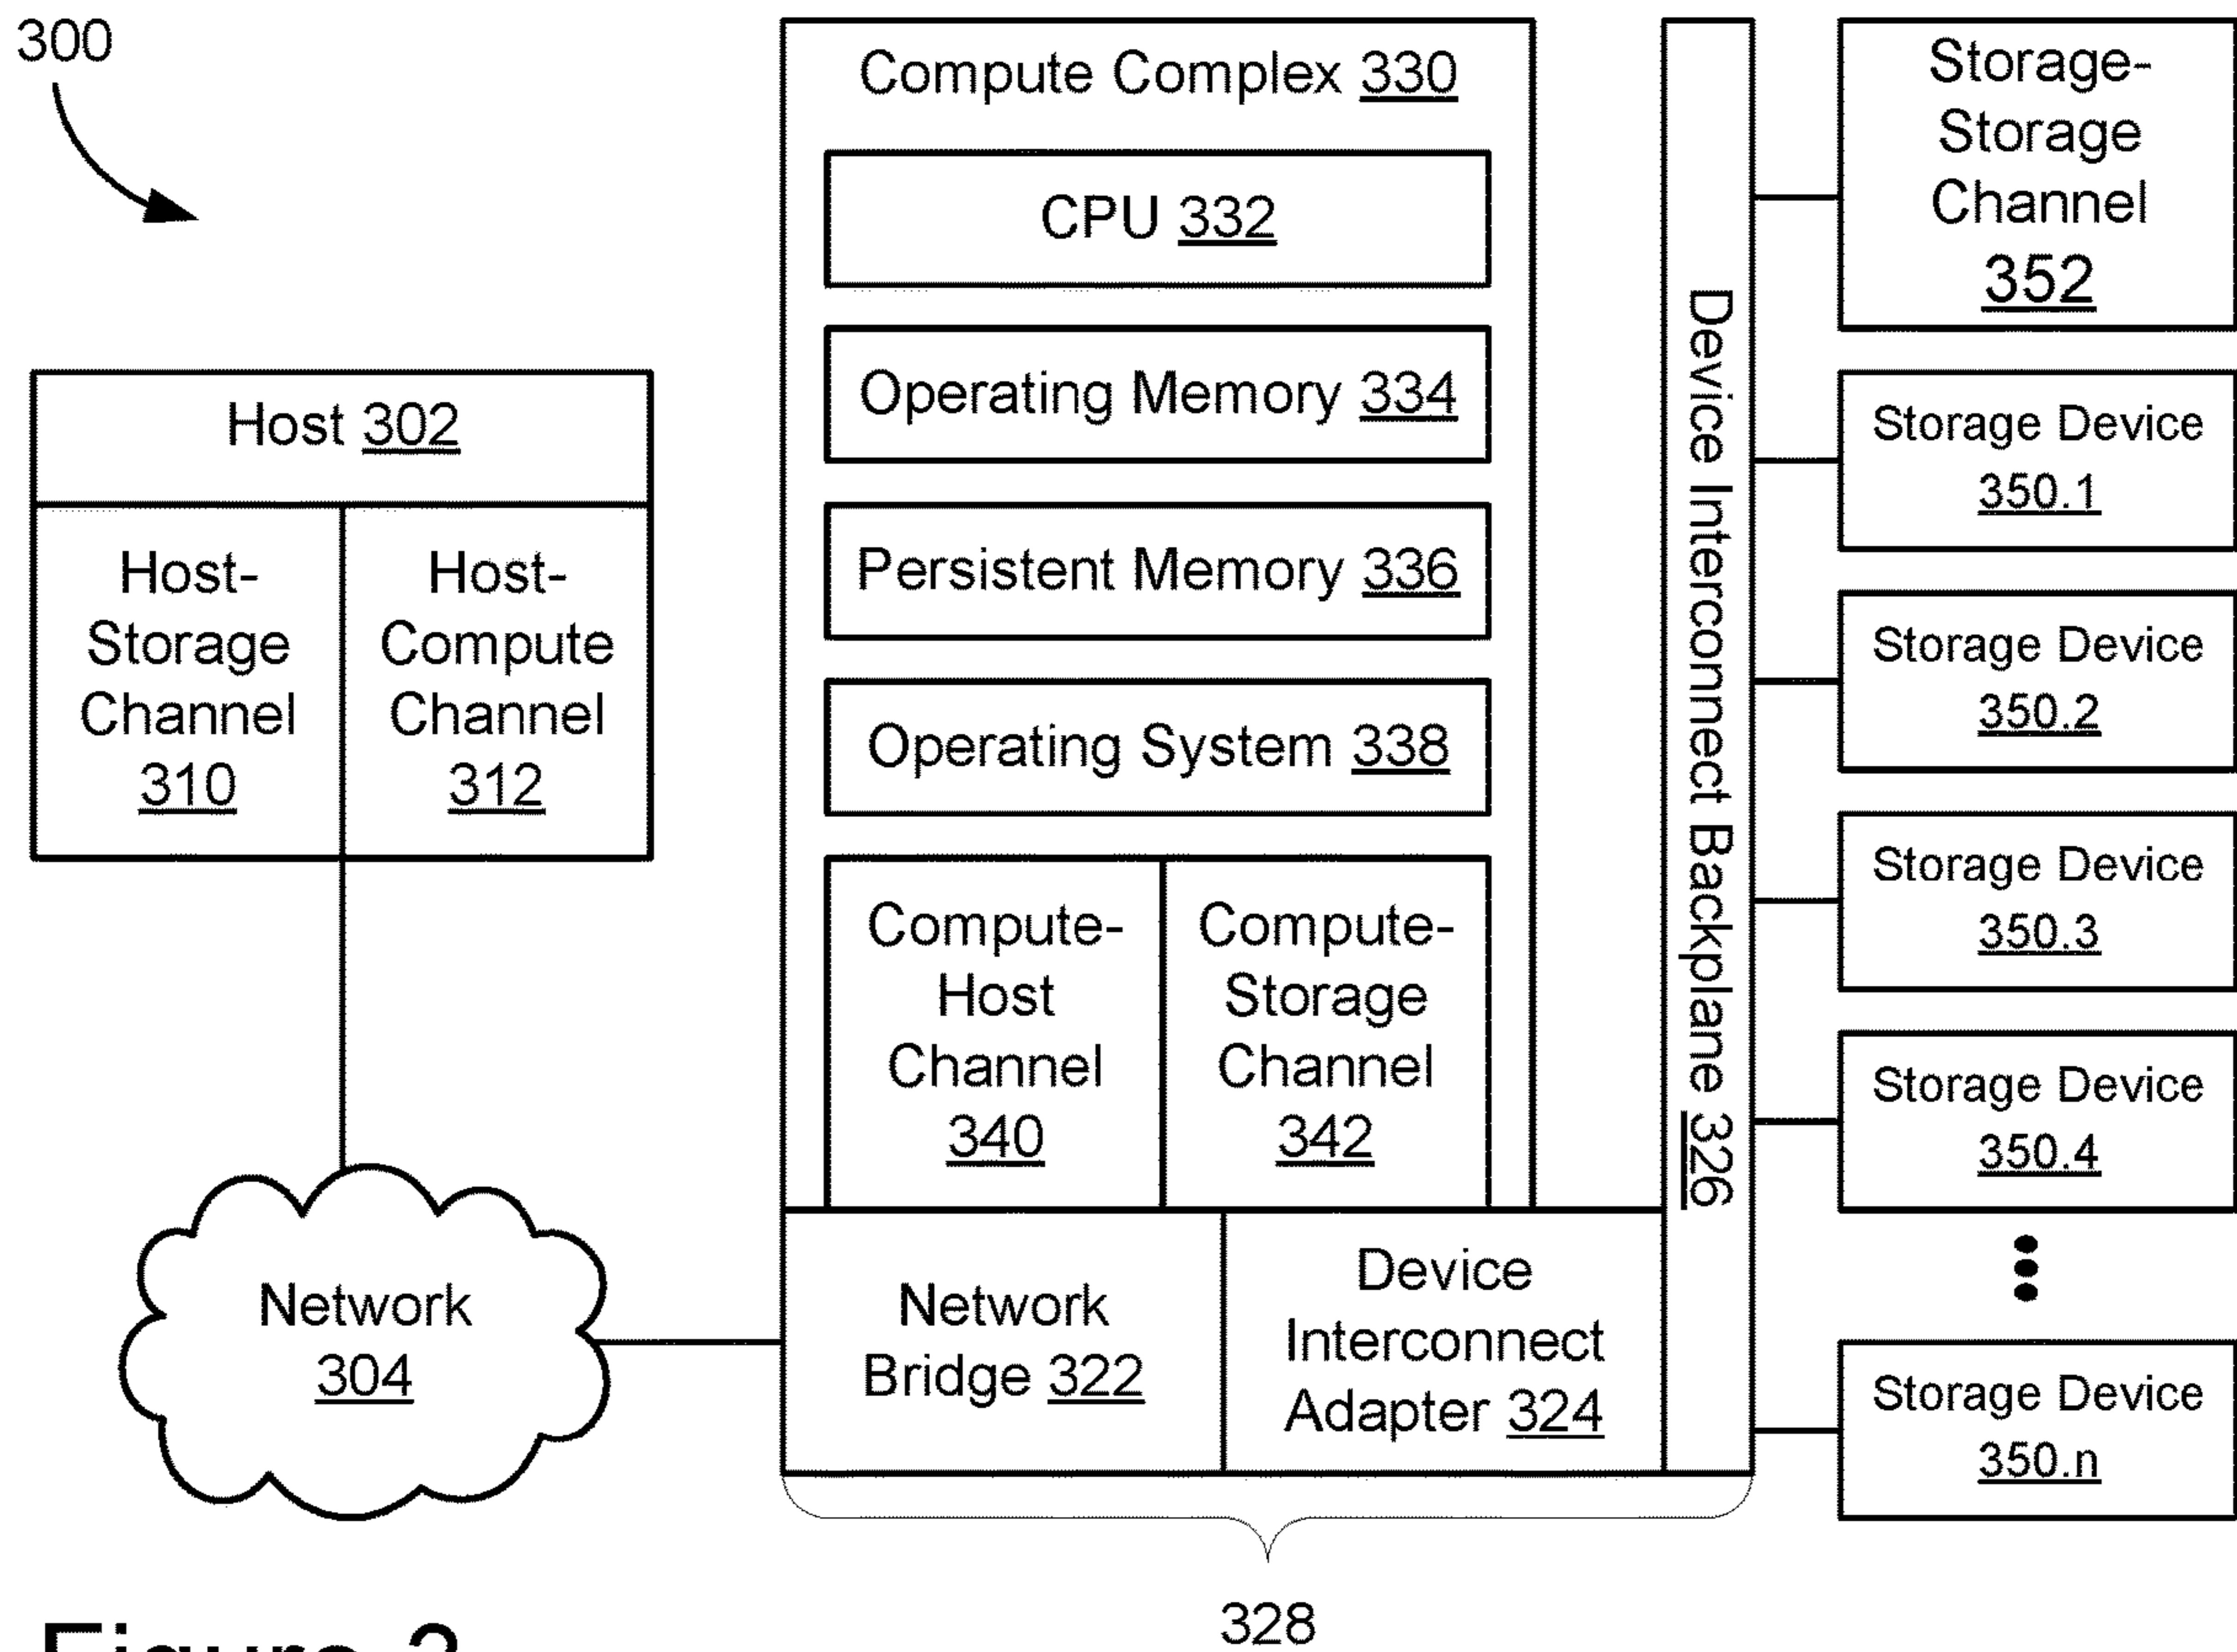 300
Host 302
Host-
Storage
Channel
310
Host-
Compute
Channel
312
Network
304
Compute Complex 330
CPU 332
Operating Memory 334
Persistent Memory 336
Operating System 338
Compute-
Host
Channel
340
Compute-
Storage
Channel
342
Network
Bridge 322
Device
Interconnect
Adapter 324
Device Interconnect Backplane 326
328
Storage-
Storage
Channel
352
Storage Device
350.1
Storage Device
350.2
Storage Device
350.3
Storage Device
350.4
Storage Device
350.n
Figure